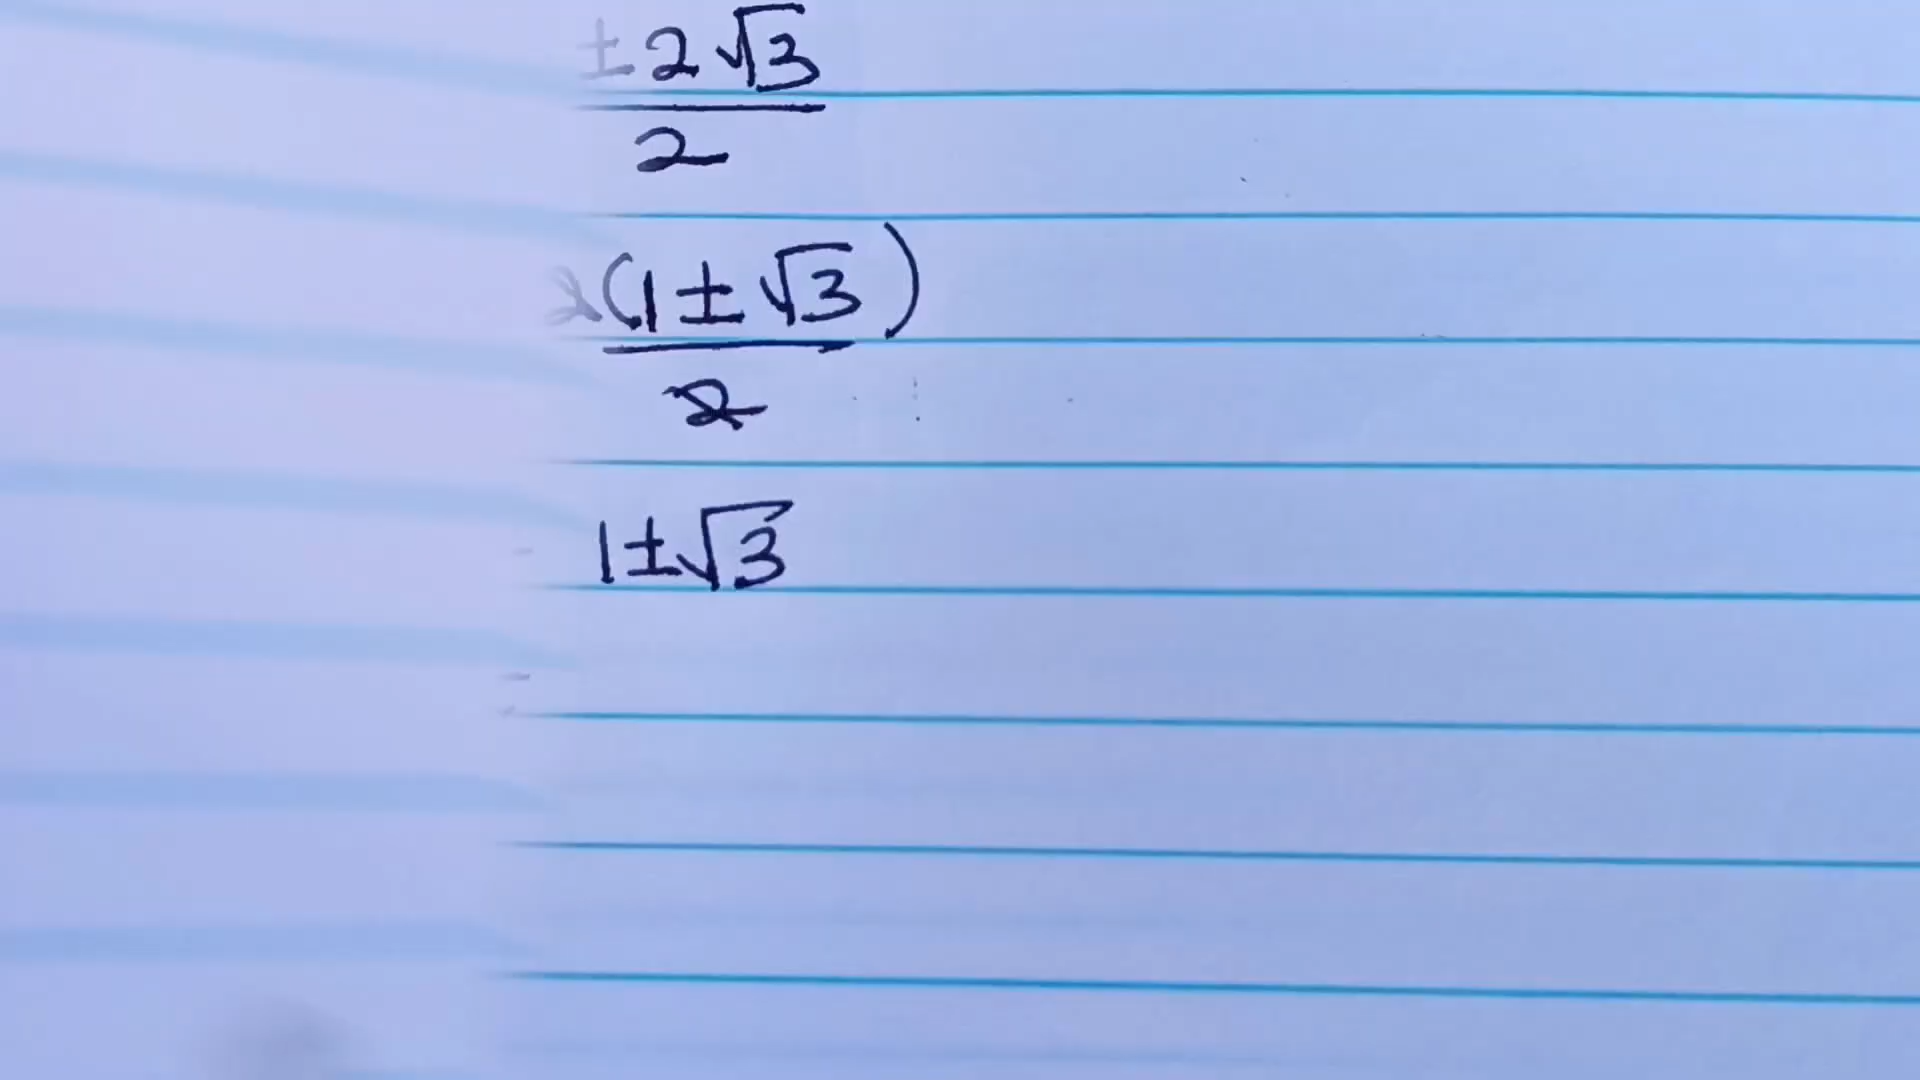 ± 2√3
2
2(1 ± √3)
2
1 ± √3